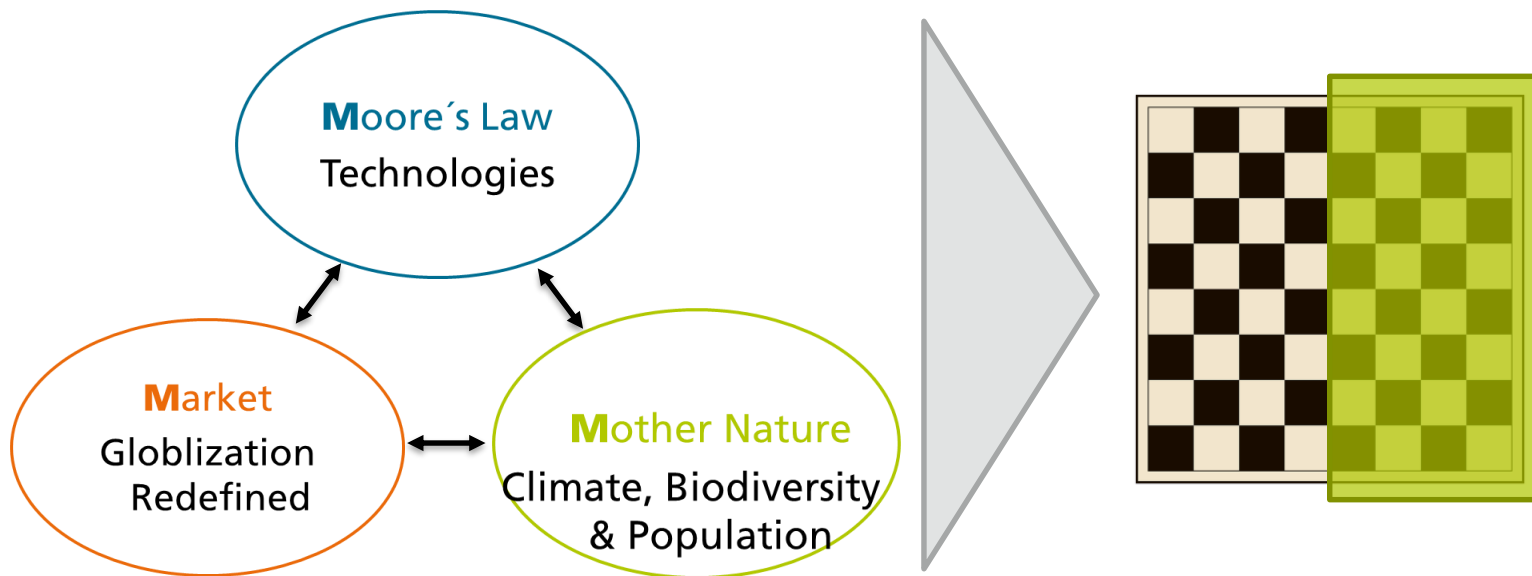 Moore´s Law
Technologies
Market
Globlization
Redefined
Mother Nature
Climate, Biodiversity
& Population